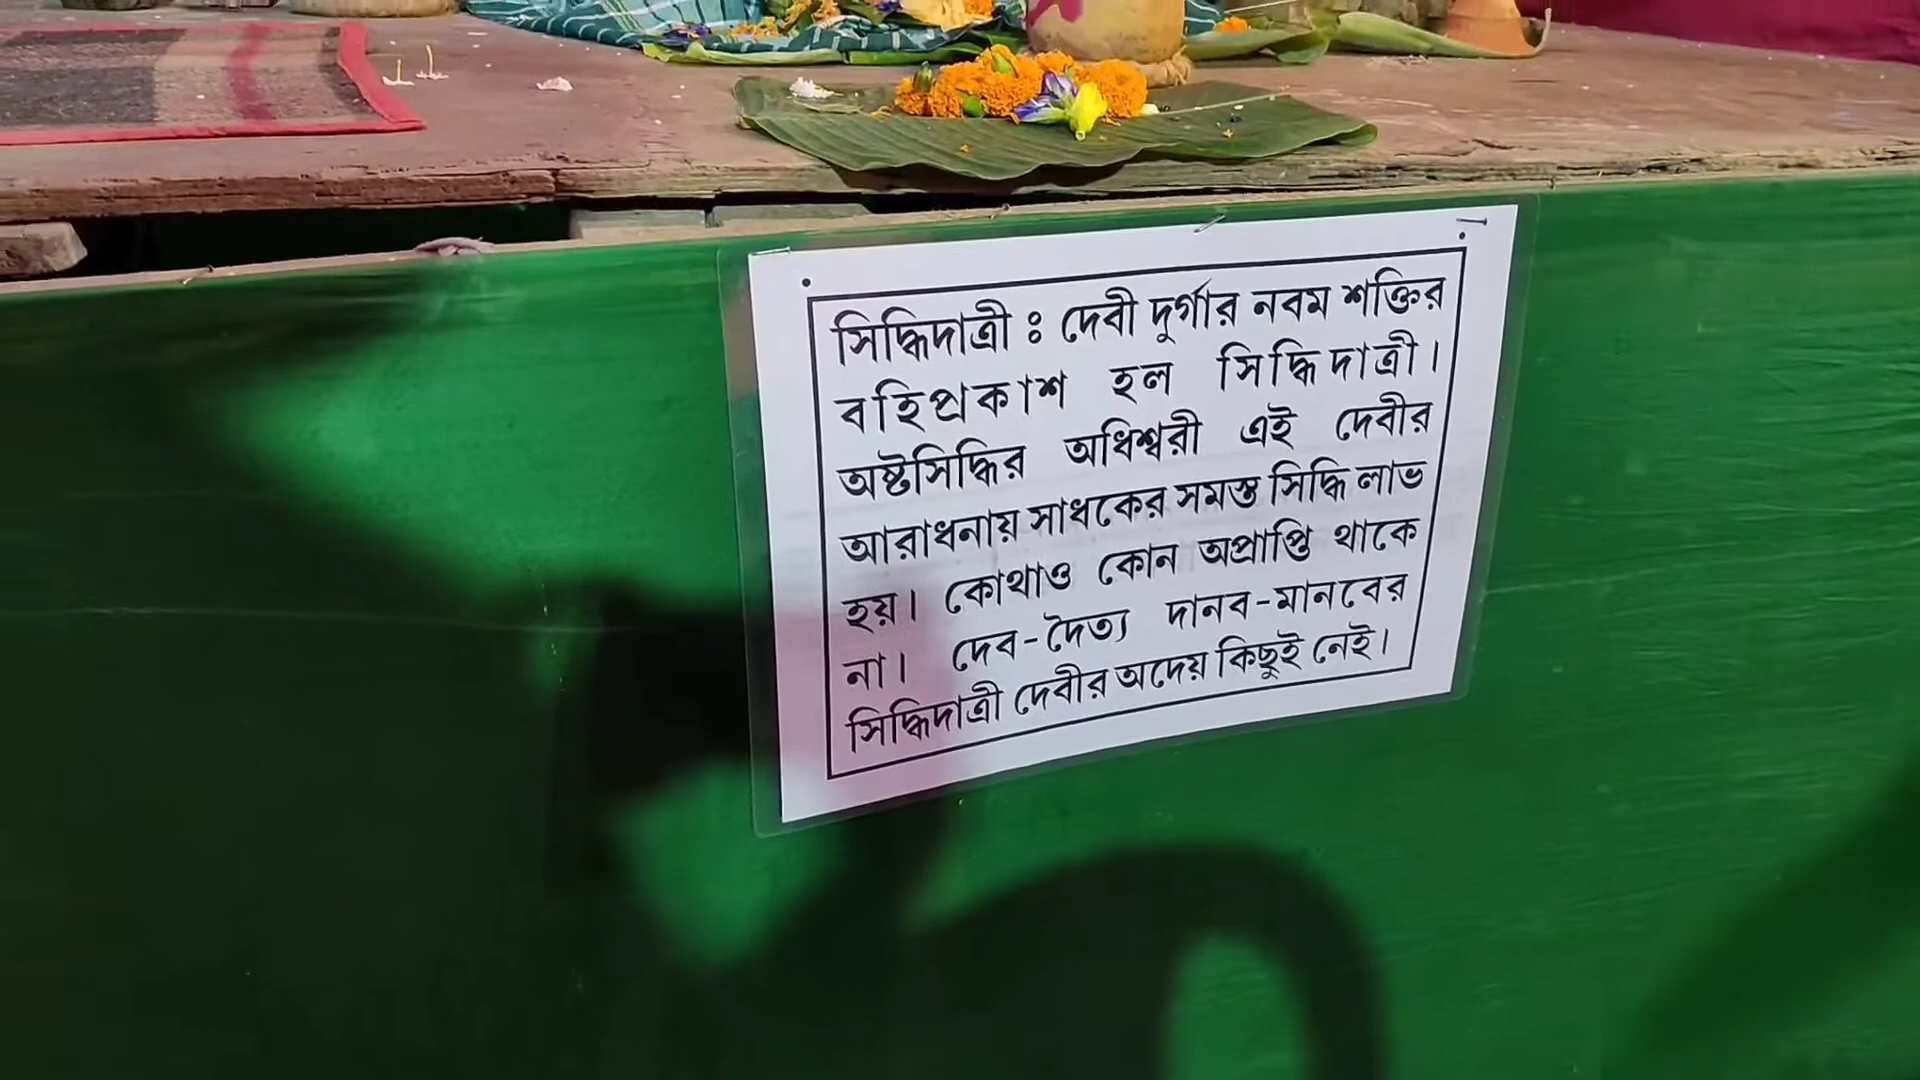 সিদ্ধিদাত্রী ঃ দেবী দুর্গার নবম শক্তির
বহিপ্রকাশ হল সিদ্ধিদাত্রী।
অষ্টসিদ্ধির অধিশ্বরী এই দেবীর
আরাধনায় সাধকের সমস্ত সিদ্ধি লাভ
হয়। কোথাও কোন অপ্রাপ্তি থাকে
না। দেব-দৈত্য দানব-মানবের
সিদ্ধিদাত্রী দেবীর অদেয় কিছুই নেই।